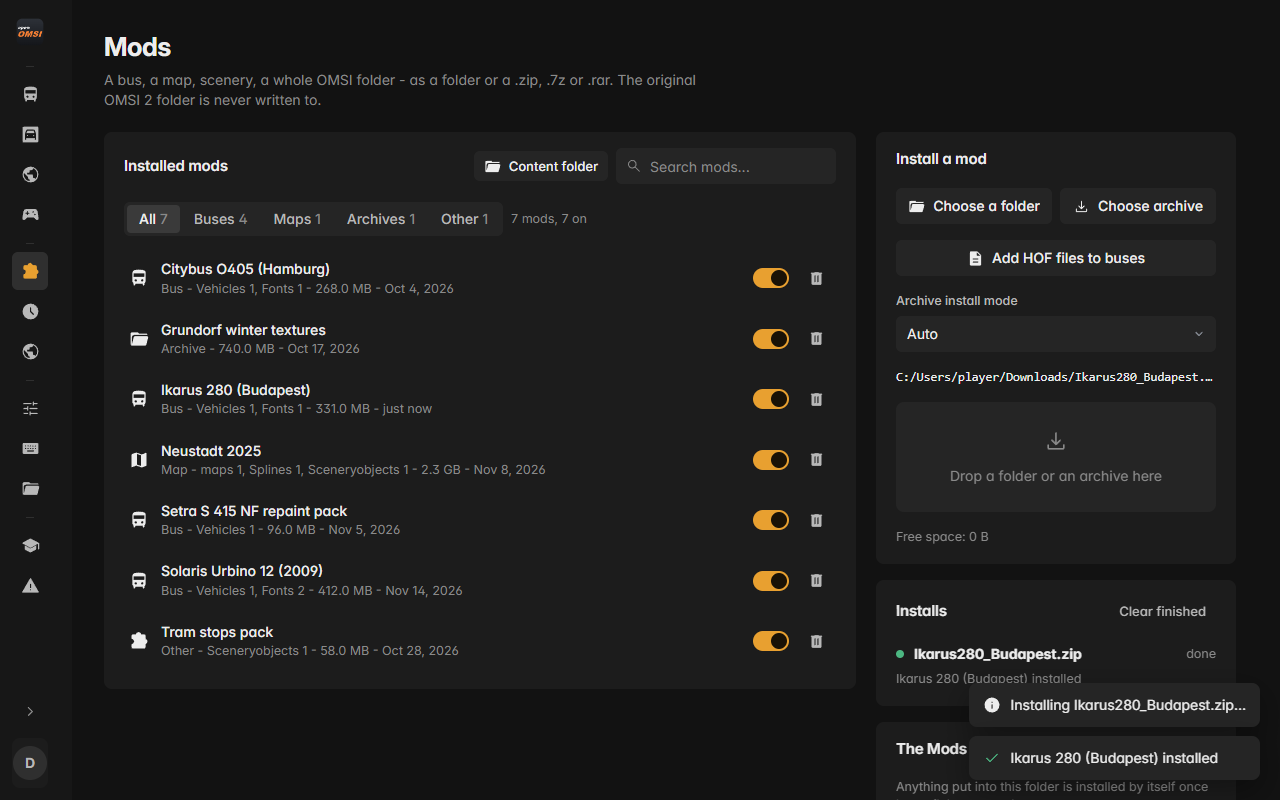 OMSI
Mods
A bus, a map, scenery, a whole OMSI folder - as a folder or a .zip, .7z or .rar. The original
OMSI 2 folder is never written to.
Installed mods
Content folder
Search mods...
All 7
Buses 4
Maps 1
Archives 1
Other 1
7 mods, 7 on
Citybus O405 (Hamburg)
Bus - Vehicles 1, Fonts 1 - 268.0 MB - Oct 4, 2026
Grundorf winter textures
Archive - 740.0 MB - Oct 17, 2026
Ikarus 280 (Budapest)
Bus - Vehicles 1, Fonts 1 - 331.0 MB - just now
Neustadt 2025
Map - maps 1, Splines 1, Sceneryobjects 1 - 2.3 GB - Nov 8, 2026
Setra S 415 NF repaint pack
Bus - Vehicles 1 - 96.0 MB - Nov 5, 2026
Solaris Urbino 12 (2009)
Bus - Vehicles 1, Fonts 2 - 412.0 MB - Nov 14, 2026
Tram stops pack
Other - Sceneryobjects 1 - 58.0 MB - Oct 28, 2026
D
Install a mod
Choose a folder
Choose archive
Add HOF files to buses
Archive install mode
Auto
C:/Users/player/Downloads/Ikarus280_Budapest.…
Drop a folder or an archive here
Free space: 0 B
Installs
Clear finished
Ikarus280_Budapest.zip
done
Ikarus 280 (Budapest) installed
Installing Ikarus280_Budapest.zip...
The Mods
Ikarus 280 (Budapest) installed
Anything put into this folder is installed by itself once